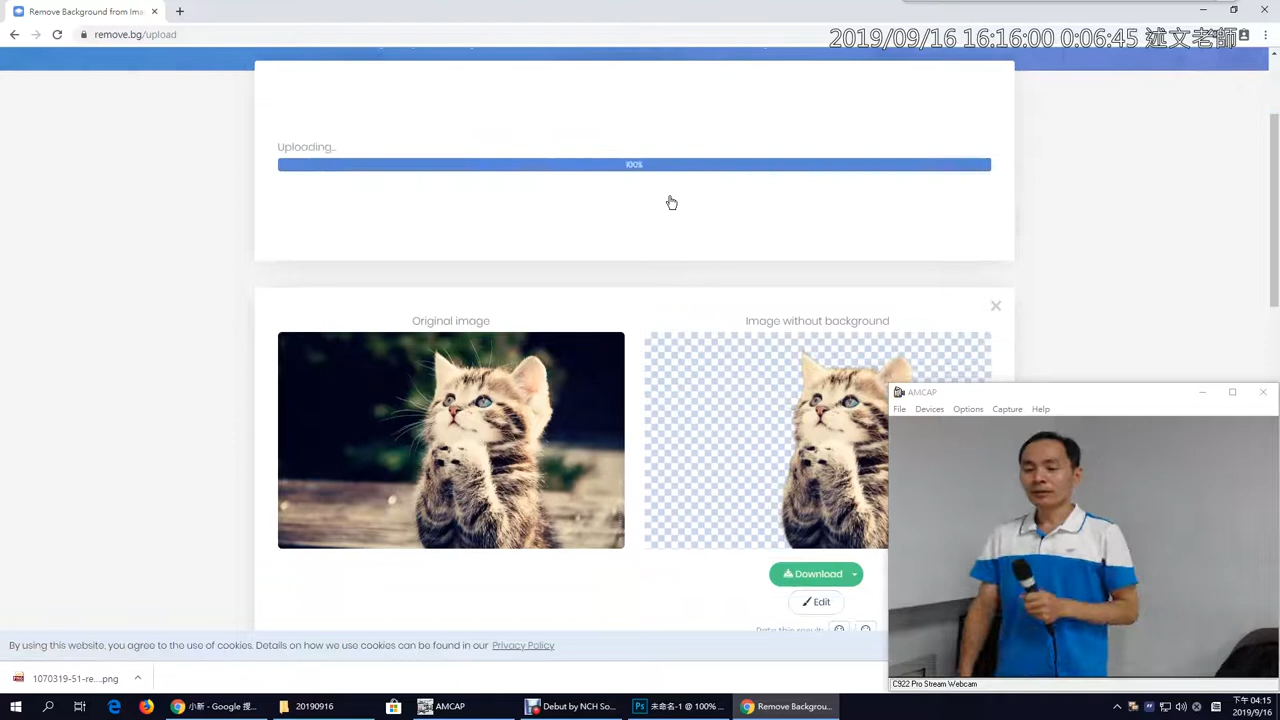 Remove Background from Ima
remove.bg/upload
2019/09/16 16:16:00 0:06:45 述文老師
Uploading...
100%
Original image
Image without background
Download
Edit
Rate this result:
AMCAP
File Devices Options Capture Help
C922 Pro Stream Webcam
By using this website, you agree to the use of cookies. Details on how we use cookies can be found in our Privacy Policy
1070319-51-re....png
小新 - Google 搜...
20190916
AMCAP
Debut by NCH So...
未命名-1 @ 100% ...
Remove Backgrou...
下午 04:15
2019/9/16